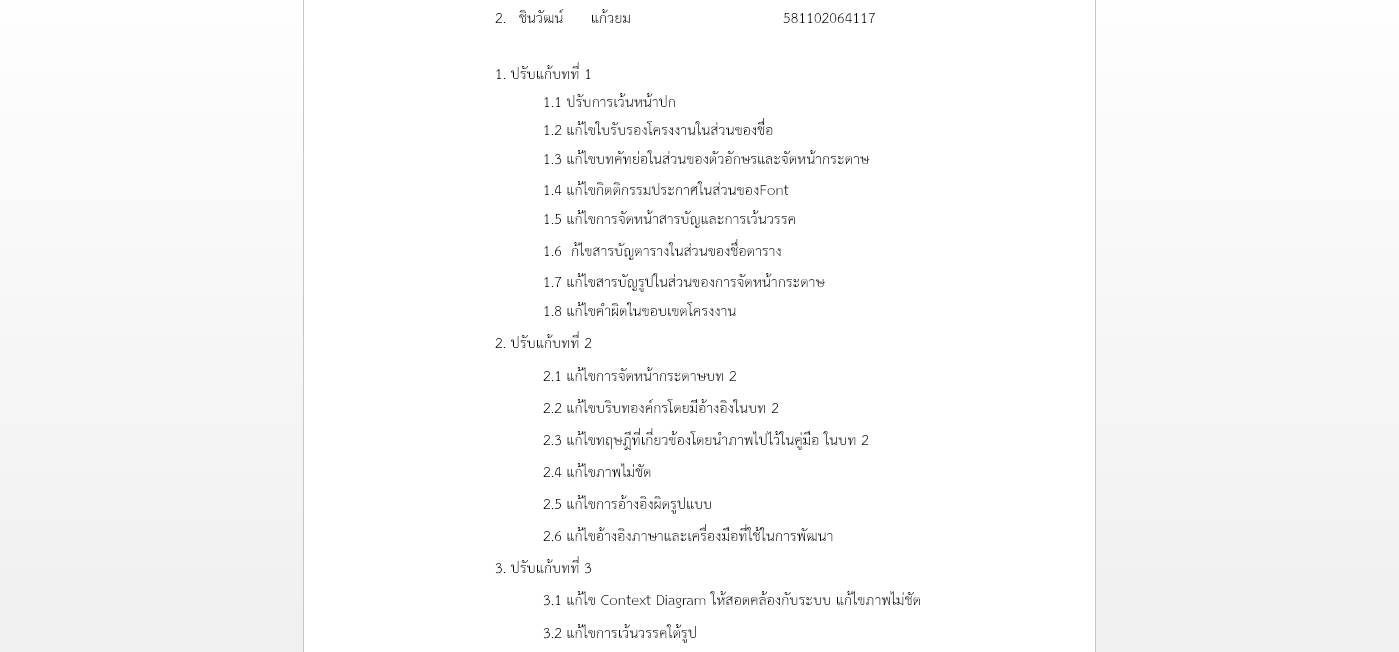 2. ชินวัฒน์ แก้วยม 581102064117
1. ปรับแก้บทที่ 1
1.1 ปรับการเว้นหน้าปก
1.2 แก้ไขใบรับรองโครงงานในส่วนของชื่อ
1.3 แก้ไขบทคัทย่อในส่วนของตัวอักษรและจัดหน้ากระดาษ
1.4 แก้ไขกิตติกรรมประกาศในส่วนของFont
1.5 แก้ไขการจัดหน้าสารบัญและการเว้นวรรค
1.6 ก้ไขสารบัญตารางในส่วนของชื่อตาราง
1.7 แก้ไขสารบัญรูปในส่วนของการจัดหน้ากระดาษ
1.8 แก้ไขคำผิดในขอบเขตโครงงาน
2. ปรับแก้บทที่ 2
2.1 แก้ไขการจัดหน้ากระดาษบท 2
2.2 แก้ไขบริบทองค์กรโดยมีอ้างอิงในบท 2
2.3 แก้ไขทฤษฎีที่เกี่ยวข้องโดยนำภาพไปไว้ในคู่มือ ในบท 2
2.4 แก้ไขภาพไม่ชัด
2.5 แก้ไขการอ้างอิงผิดรูปแบบ
2.6 แก้ไขอ้างอิงภาษาและเครื่องมือที่ใช้ในการพัฒนา
3. ปรับแก้บทที่ 3
3.1 แก้ไข Context Diagram ให้สอดคล้องกับระบบ แก้ไขภาพไม่ชัด
3.2 แก้ไขการเว้นวรรคใต้รูป